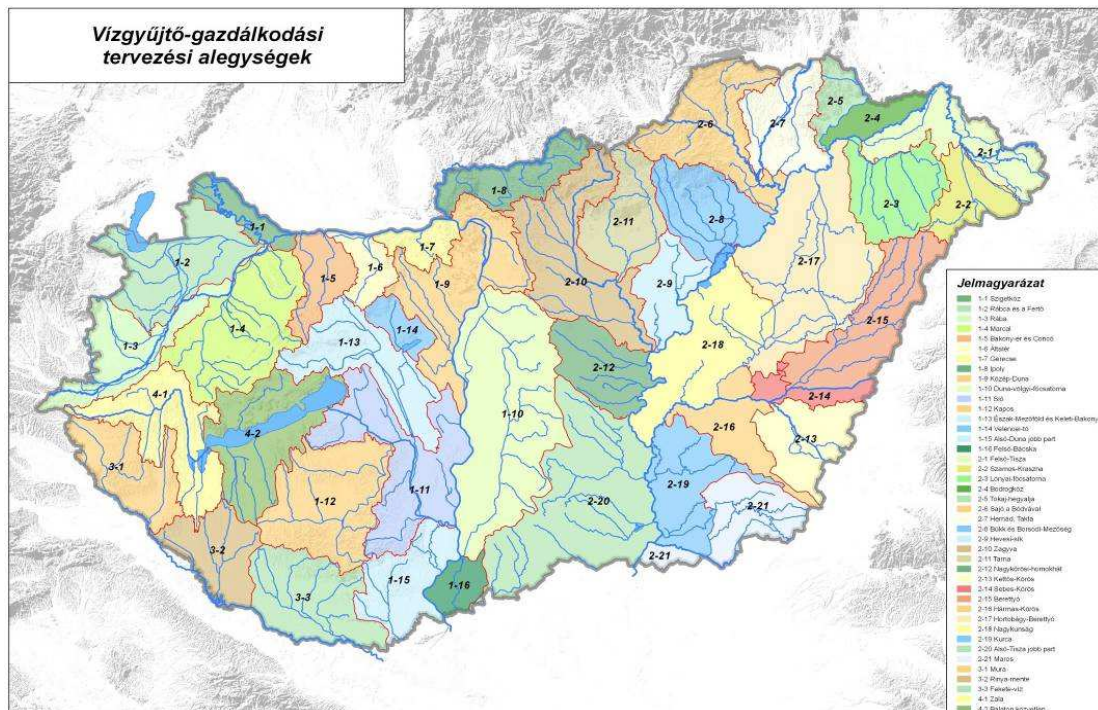 Vízgyűjtő-gazdálkodási
tervezési alegységek
2-5
2-4
2-7
2-6
2-1
1-8
2-3
2-2
2-8
2-11
1-1
1-7
1-2
1-6
2-17
1-5
1-9
2-10
2-9
2-15
1-14
1-4
1-3
1-13
2-18
2-12
2-14
4-1
1-10
2-16
4-2
2-13
3-1
2-19
1-12
1-11
2-20
2-21
3-2
2-21
1-15
1-16
3-3
Jelmagyarázat
1-1 Szigetköz
1-2 Rábca és a Fertő
1-3 Rába
1-4 Marcal
1-5 Bakony-ér és Concó
1-6 Általér
1-7 Gerecse
1-8 Ipoly
1-9 Közép-Duna
1-10 Duna-völgyi-főcsatorna
1-11 Sió
1-12 Kapos
1-13 Észak-Mezőföld és Keleti-Bakony
1-14 Velencei-tó
1-15 Alsó-Duna jobb part
1-16 Felső-Bácska
2-1 Felső-Tisza
2-2 Szamos-Kraszna
2-3 Lónyai-főcsatorna
2-4 Bodrogköz
2-5 Tokaj-hegyalja
2-6 Sajó a Bódvával
2-7 Hernád, Takta
2-8 Bükk és Borsodi-Mezőség
2-9 Hevesi-sík
2-10 Zagyva
2-11 Tarna
2-12 Nagykőrösi-homokhát
2-13 Kettős-Körös
2-14 Sebes-Körös
2-15 Berettyó
2-16 Hármas-Körös
2-17 Hortobágy-Berettyó
2-18 Nagykunság
2-19 Kurca
2-20 Alsó-Tisza jobb part
2-21 Maros
3-1 Mura
3-2 Rinya-mente
3-3 Fekete-víz
4-1 Zala
4-2 Balaton közvetlen